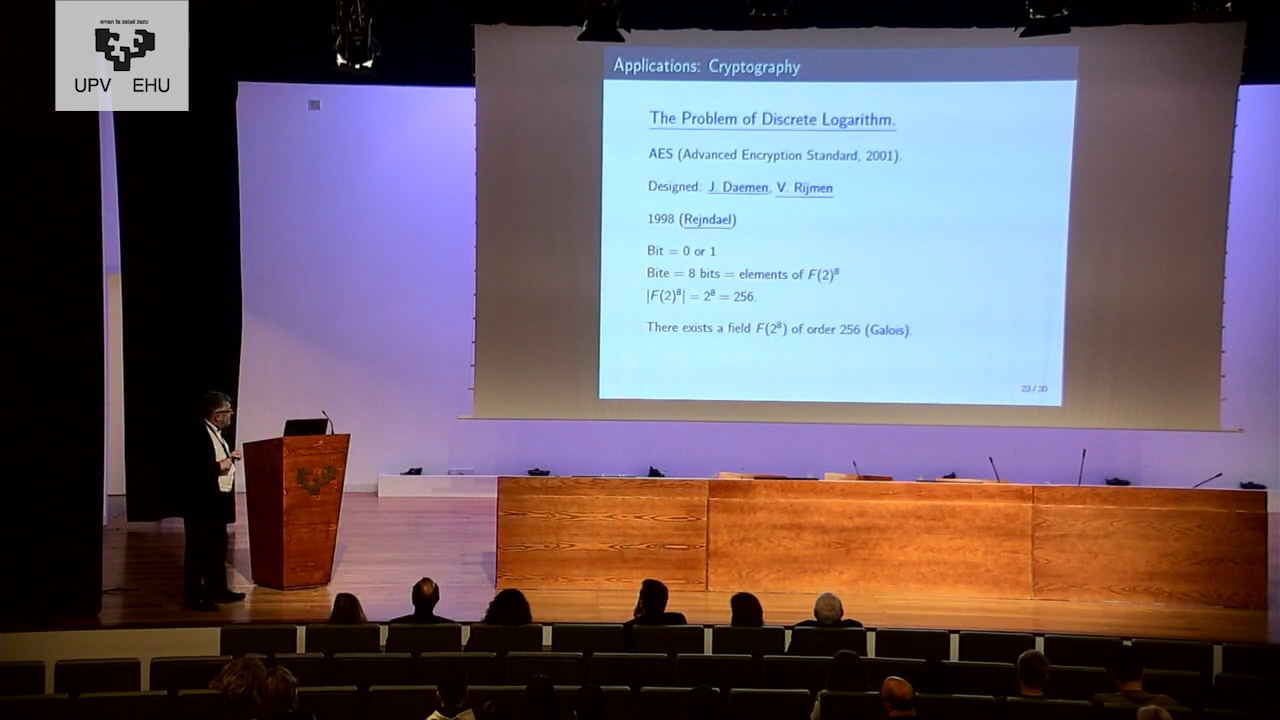 eman ta zabal zazu
UPV EHU
Applications: Cryptography
The Problem of Discrete Logarithm.
AES (Advanced Encryption Standard, 2001).
Designed: J. Daemen, V. Rijmen
1998 (Rejndael)
Bit = 0 or 1
Bite = 8 bits = elements of F(2)⁸
|F(2)⁸| = 2⁸ = 256.
There exists a field F(2⁸) of order 256 (Galois).
23 / 30